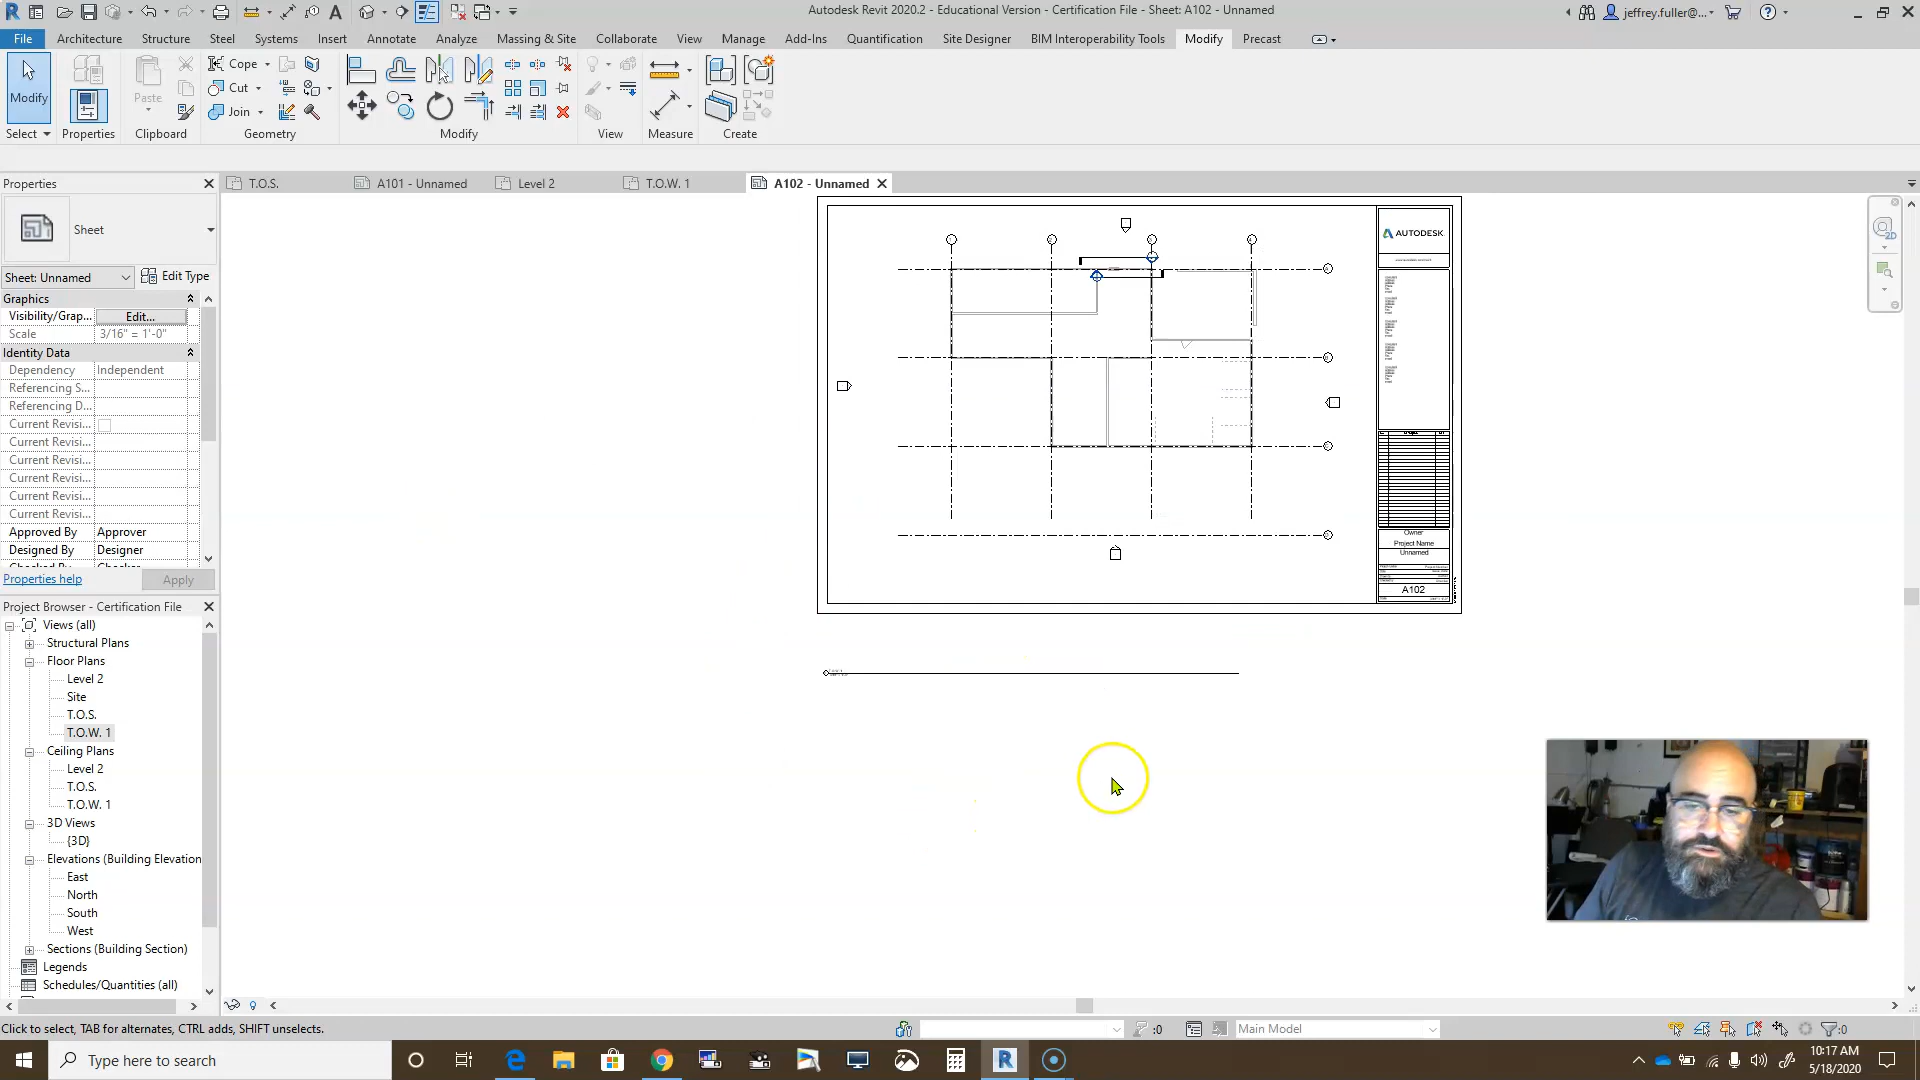 Autodesk Revit 2020.2 - Educational Version - Certification File - Sheet: A102 - Unnamed
jeffrey.fuller@...
File Architecture Structure Steel Systems Insert Annotate Analyze Massing & Site Collaborate View Manage Add-Ins Quantification Site Designer BIM Interoperability Tools Modify Precast
Modify
Paste
Cope
Cut
Join
Select Properties Clipboard Geometry Modify View Measure Create
Properties
T.O.S. A101 - Unnamed Level 2 T.O.W. 1 A102 - Unnamed
Sheet
Sheet: Unnamed Edit Type
Graphics
Visibility/Grap... Edit...
Scale 3/16" = 1'-0"
Identity Data
Dependency Independent
Referencing S...
Referencing D...
Current Revisi...
Current Revisi...
Current Revisi...
Current Revisi...
Current Revisi...
Current Revisi...
Approved By Approver
Designed By Designer
Checked By Checker
Properties help Apply
Project Browser - Certification File
Views (all)
Structural Plans
Floor Plans
Level 2
Site
T.O.S.
T.O.W. 1
Ceiling Plans
Level 2
T.O.S.
T.O.W. 1
3D Views
{3D}
Elevations (Building Elevation
East
North
South
West
Sections (Building Section)
Legends
Schedules/Quantities (all)
AUTODESK
Owner
Project Name
Unnamed
A102
2D
Click to select, TAB for alternates, CTRL adds, SHIFT unselects.
:0
Main Model
:0
Type here to search
10:17 AM
5/18/2020